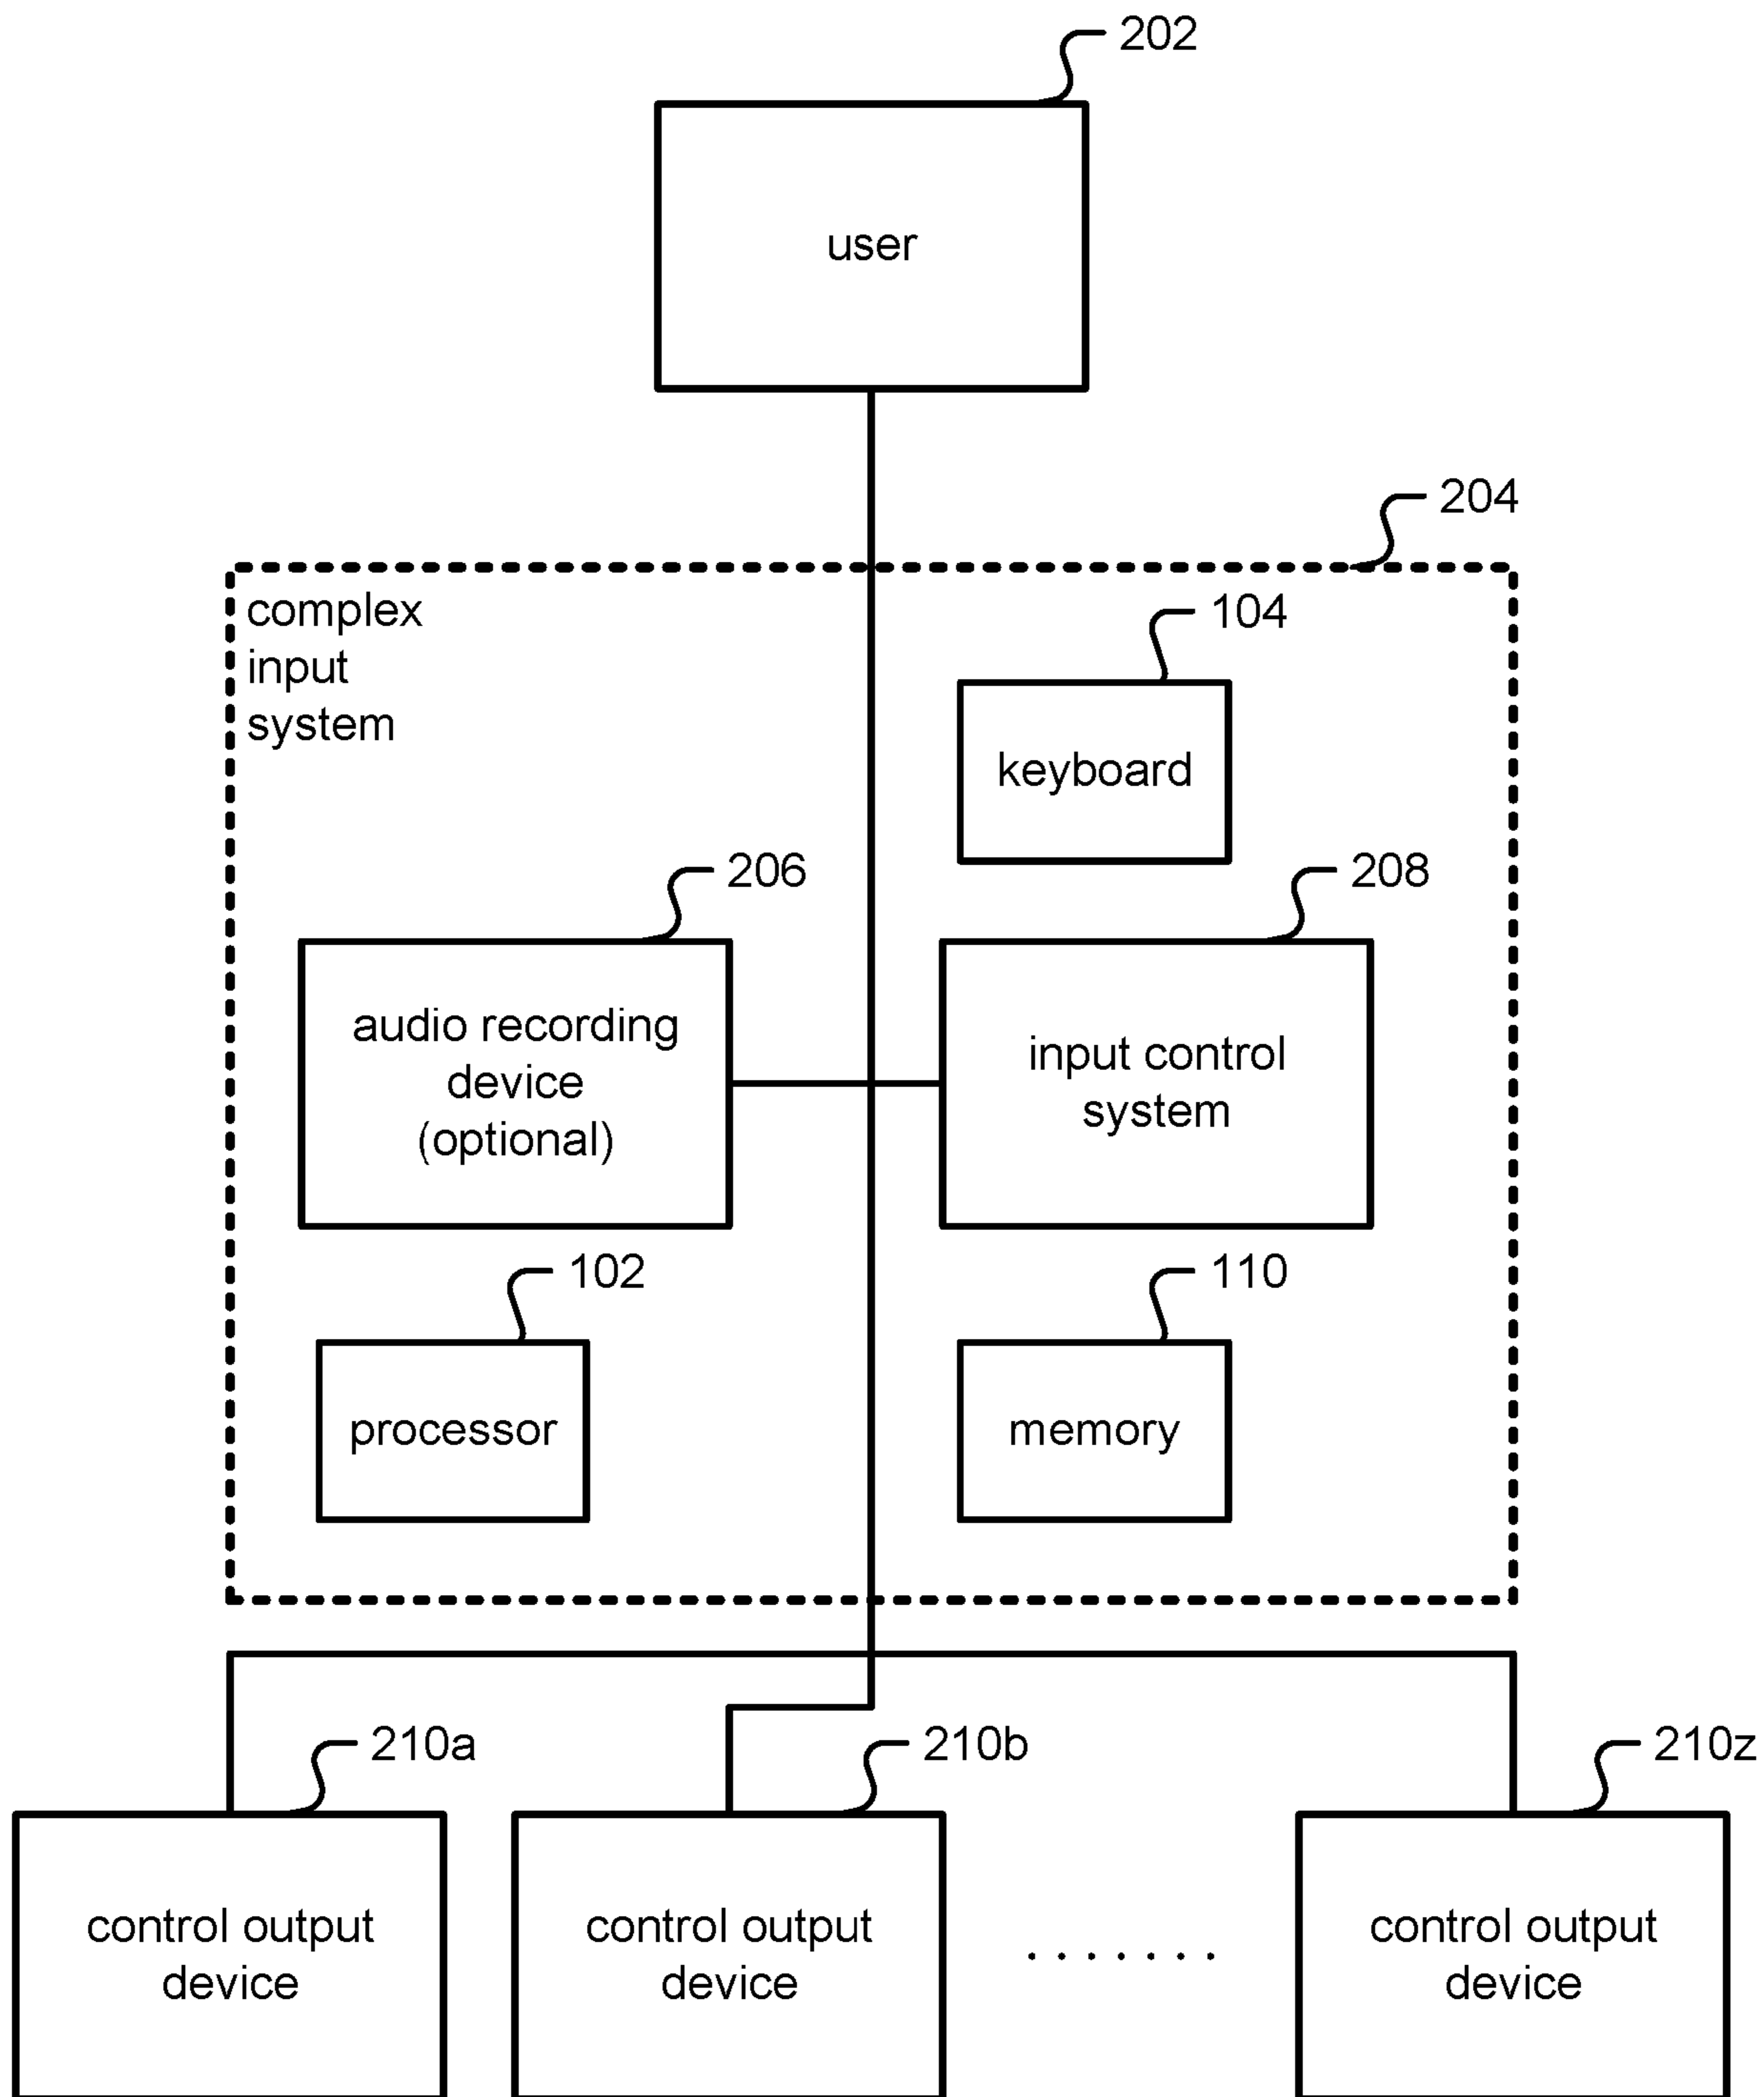 202
user
204
complex
input
system
104
keyboard
206
208
audio recording
device
(optional)
input control
system
102
110
processor
memory
210a
210b
210z
control output
device
control output
device
.......
control output
device